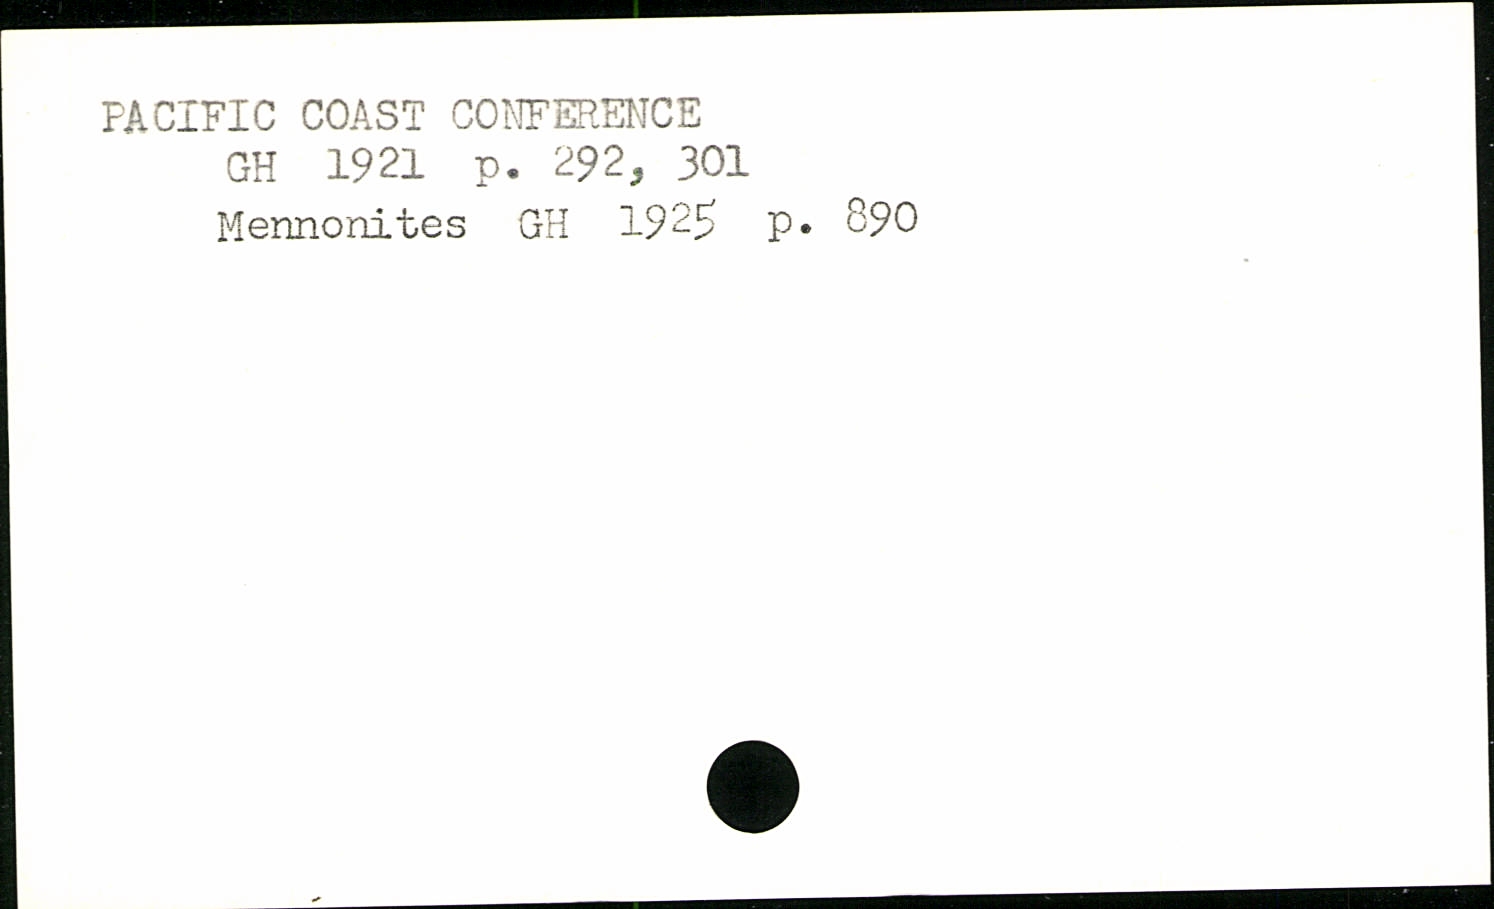 PACIFIC COAST CONFERENCE
GH 1921 p. 292, 301
Mennonites GH 1925 p. 890